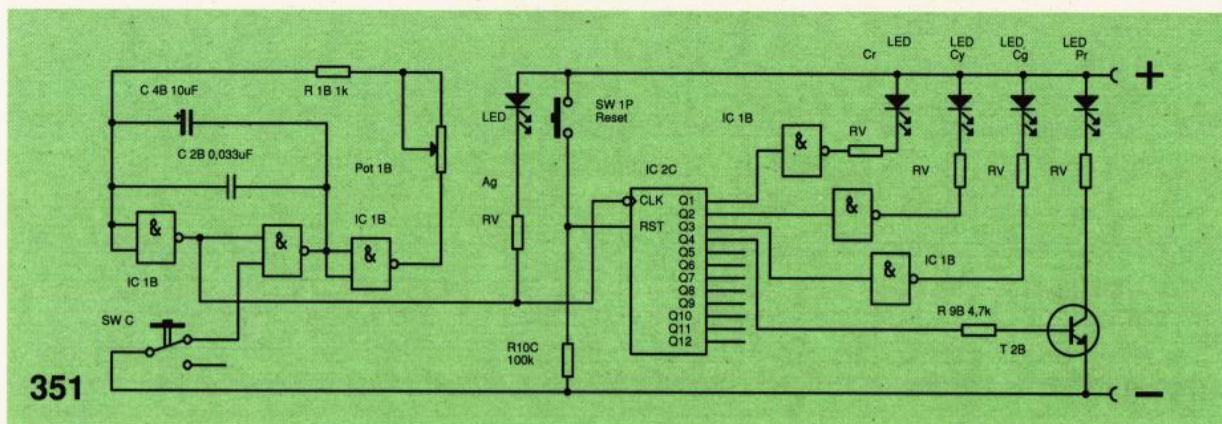 LED LED LED LED
Cr Cy Cg Pr
+
C 4B 10uF
R 1B 1k
LED
SW 1P
Reset
IC 1B
RV
C 2B 0,033uF
Pot 1B
&
IC 2C
RV RV RV
Ag
CLK
Q1
RST
Q2
Q3
Q4
Q5
Q6
Q7
Q8
Q9
Q10
Q11
Q12
&
& & &
IC 1B
RV
&
IC 1B
IC 1B
SW C
R 9B 4,7k
T 2B
R10C
100k
351
−